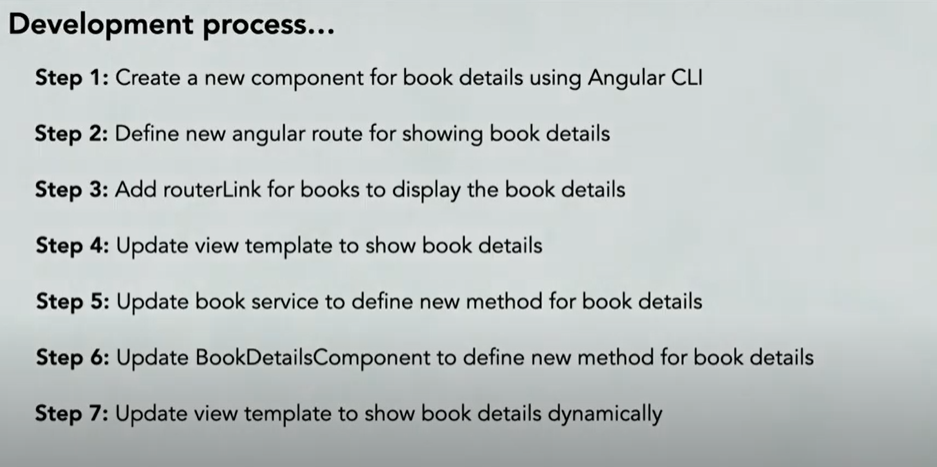 Development process...
Step 1: Create a new component for book details using Angular CLI
Step 2: Define new angular route for showing book details
Step 3: Add routerLink for books to display the book details
Step 4: Update view template to show book details
Step 5: Update book service to define new method for book details
Step 6: Update BookDetailsComponent to define new method for book details
Step 7: Update view template to show book details dynamically